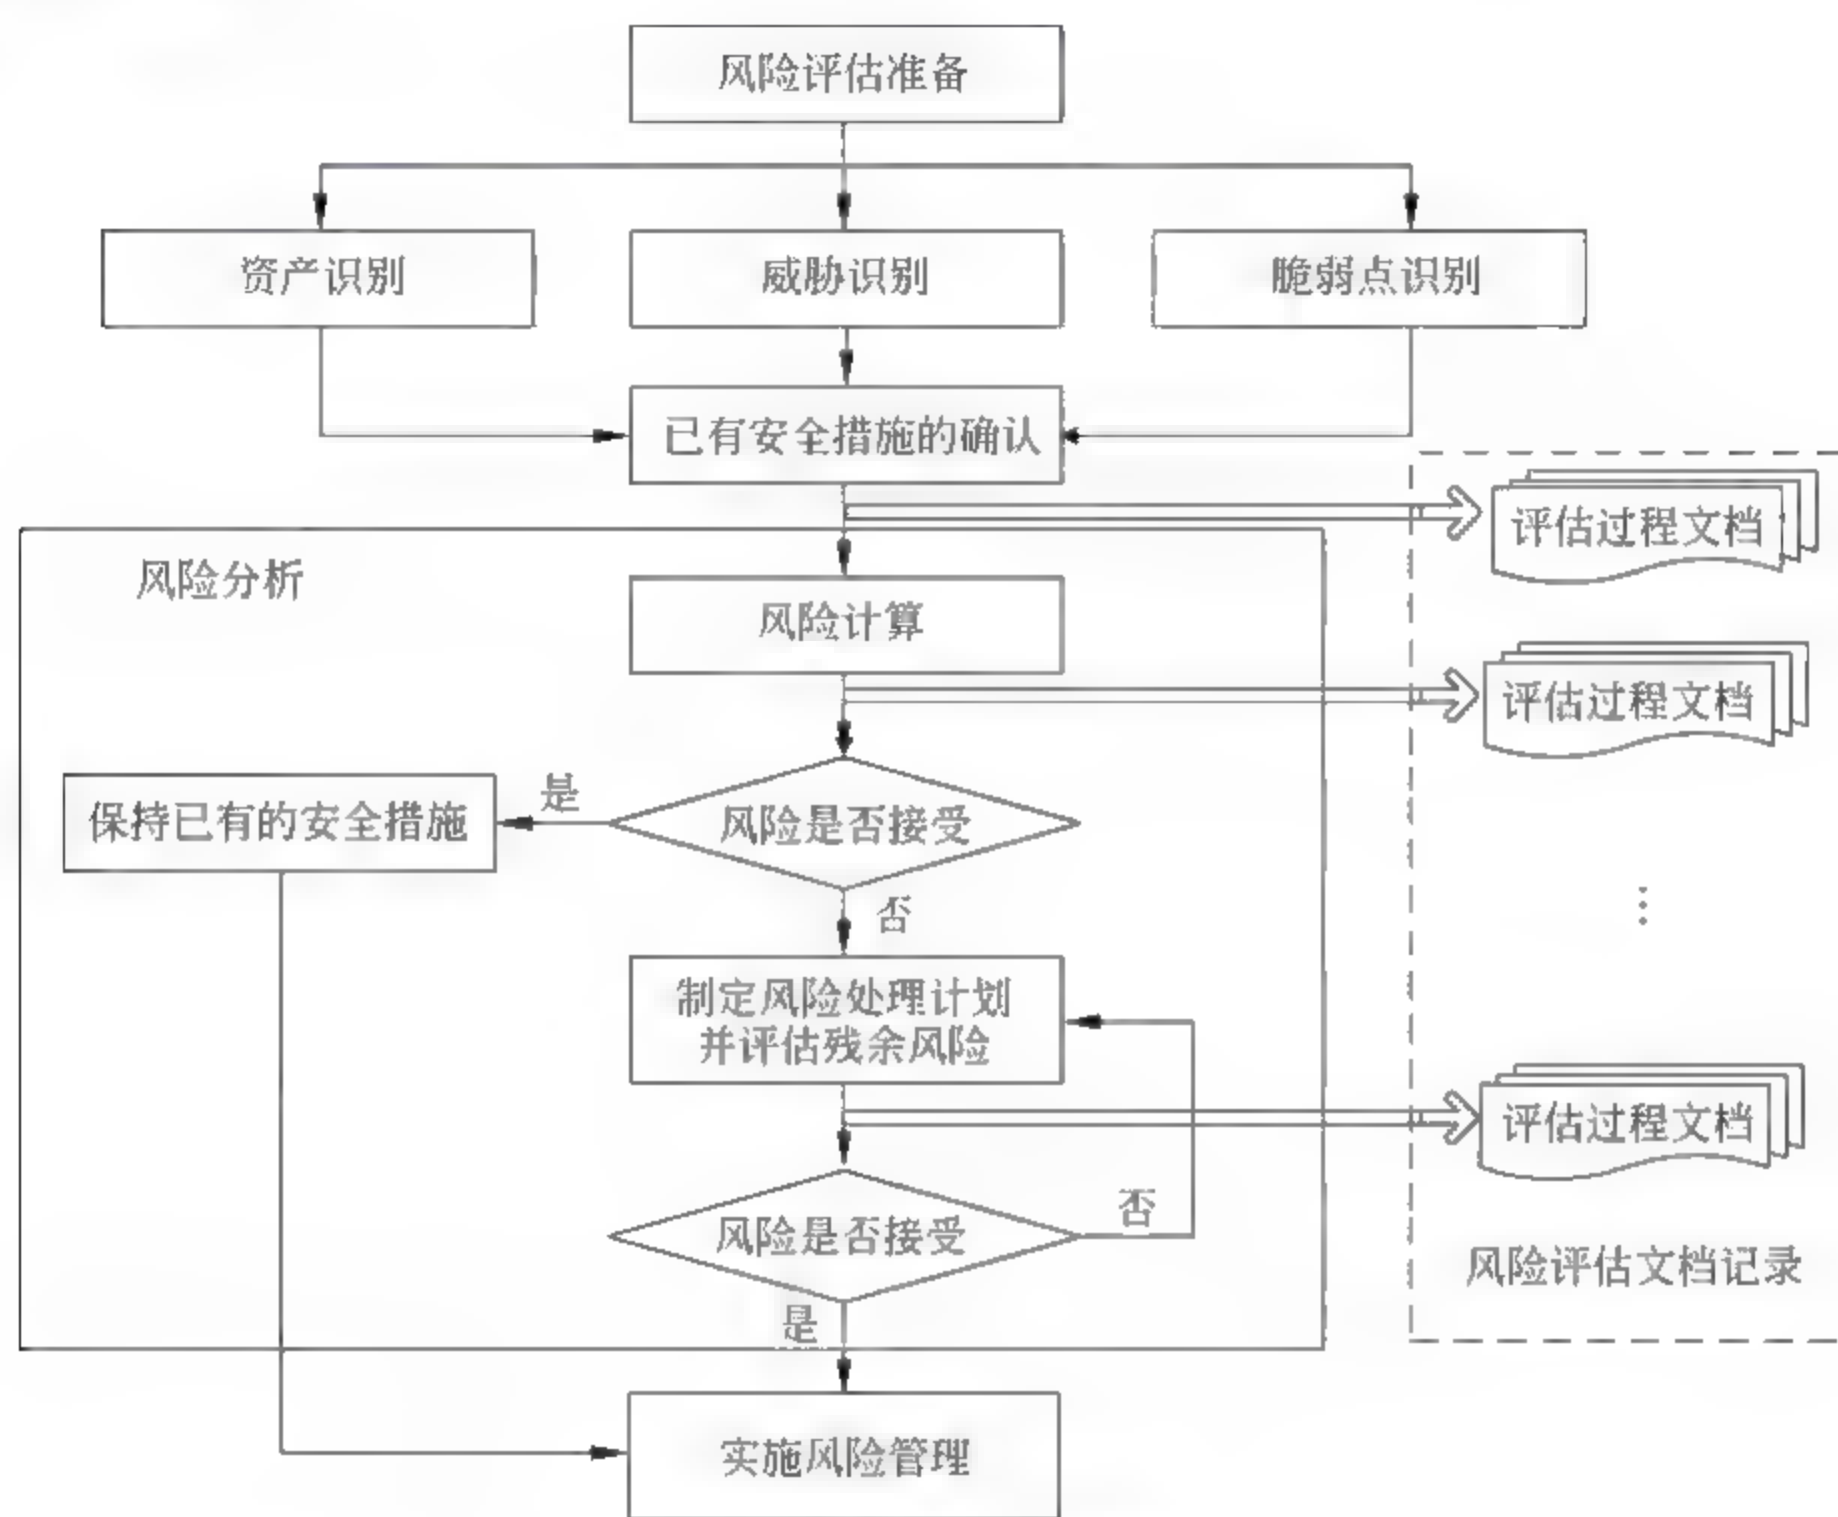 风险评估准备
资产识别
威胁识别
脆弱点识别
已有安全措施的确认
评估过程文档
风险分析
风险计算
评估过程文档
是
保持已有的安全措施
风险是否接受
否
制定风险处理计划
并评估残余风险
评估过程文档
否
风险是否接受
风险评估文档记录
是
实施风险管理